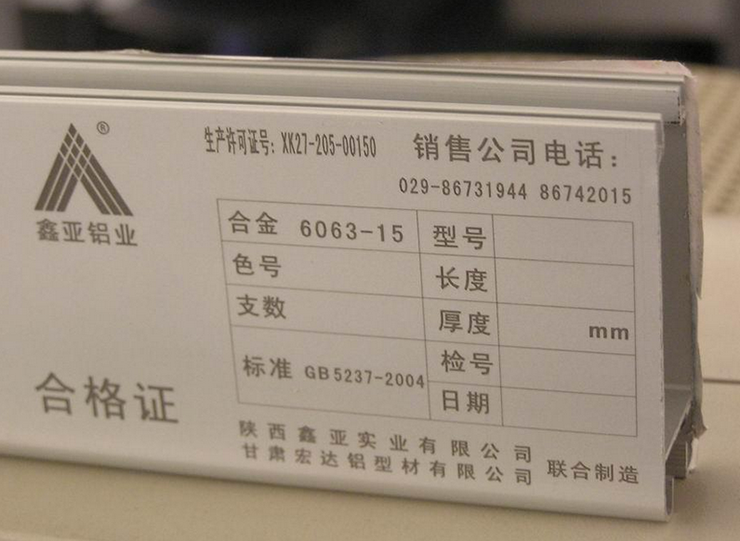 ®
鑫亚铝业
合格证
生产许可证号：XK27-205-00150
销售公司电话：
029-86731944 86742015
合金 6063-15 型号
色号 长度
支数 厚度 mm
标准 GB5237-2004 检号
日期
陕西鑫亚实业有限公司
甘肃宏达铝型材有限公司 联合制造